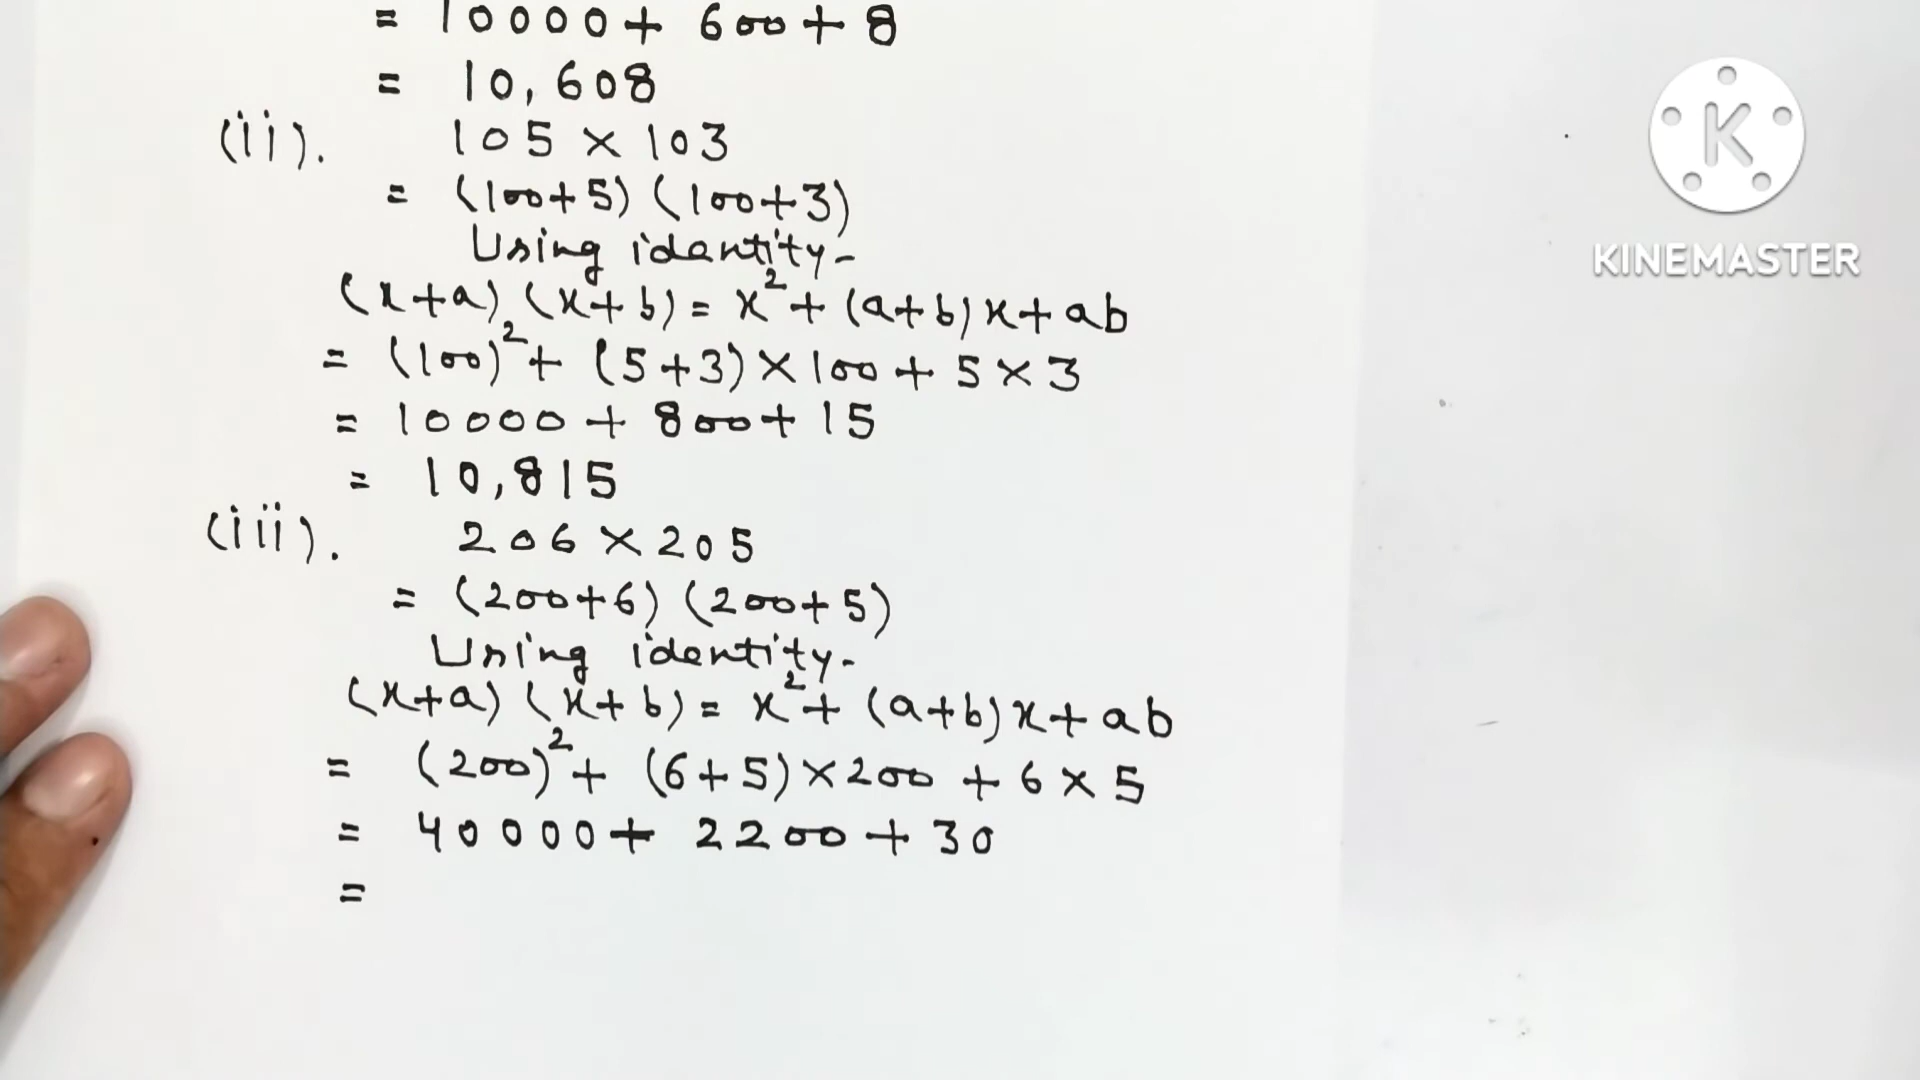 = 10000 + 600 + 8
= 10,608
(ii). 105 × 103
= (100+5) (100+3)
Using identity-
(x+a) (x+b) = x² + (a+b)x + ab
= (100)² + (5+3) × 100 + 5 × 3
= 10000 + 800 + 15
= 10,815
(iii). 206 × 205
= (200+6) (200+5)
Using identity-
(x+a) (x+b) = x² + (a+b)x + ab
= (200)² + (6+5) × 200 + 6 × 5
= 40000 + 2200 + 30
=
K
KINEMASTER